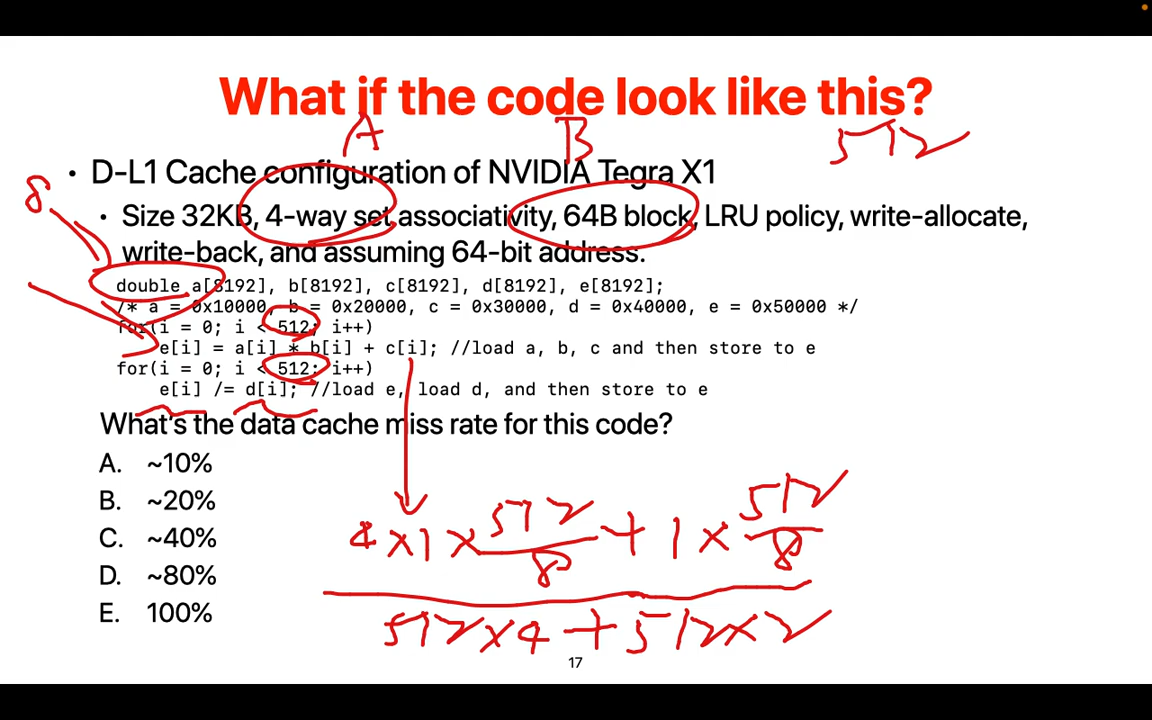 What if the code look like this?
A B 512
• D-L1 Cache configuration of NVIDIA Tegra X1
8
• Size 32KB, 4-way set associativity, 64B block, LRU policy, write-allocate,
write-back, and assuming 64-bit address.
double a[8192], b[8192], c[8192], d[8192], e[8192];
/* a = 0x10000, b = 0x20000, c = 0x30000, d = 0x40000, e = 0x50000 */
for(i = 0; i < 512; i++)
e[i] = a[i] * b[i] + c[i]; //load a, b, c and then store to e
for(i = 0; i < 512; i++)
e[i] /= d[i]; //load e, load d, and then store to e
What's the data cache miss rate for this code?
A. ~10%
B. ~20%
C. ~40%
D. ~80%
E. 100%
4 × 1 × 512/8 + 1 × 512/8
512 × 4 + 512 × 2
17